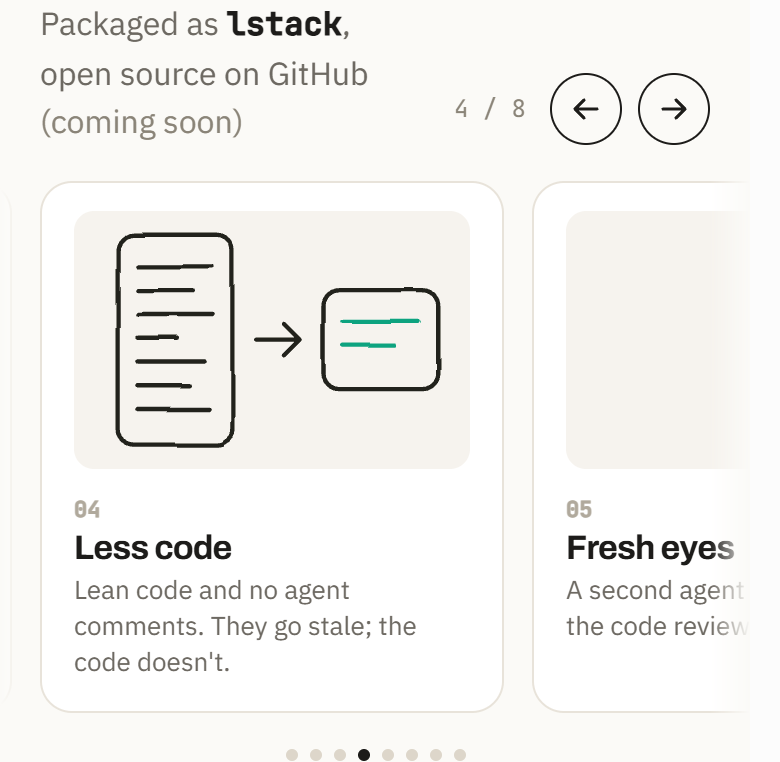 Packaged as lstack,
open source on GitHub
(coming soon)
4 / 8
04
Less code
Lean code and no agent
comments. They go stale; the
code doesn't.
05
Fresh eyes
A second agent
the code review